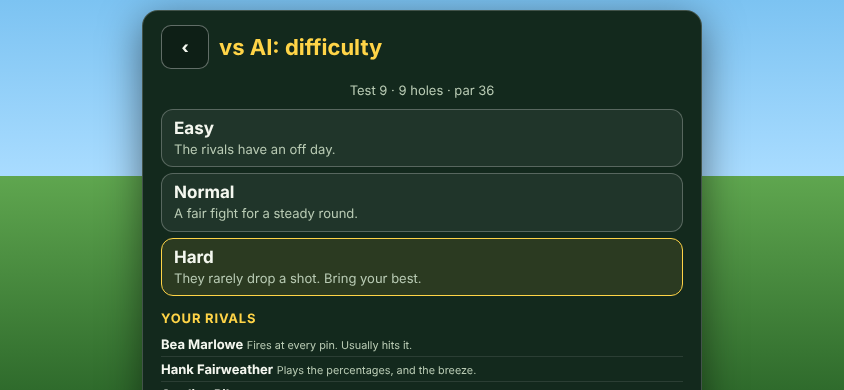 ‹
vs AI: difficulty
Test 9 · 9 holes · par 36
Easy
The rivals have an off day.
Normal
A fair fight for a steady round.
Hard
They rarely drop a shot. Bring your best.
YOUR RIVALS
Bea Marlowe Fires at every pin. Usually hits it.
Hank Fairweather Plays the percentages, and the breeze.